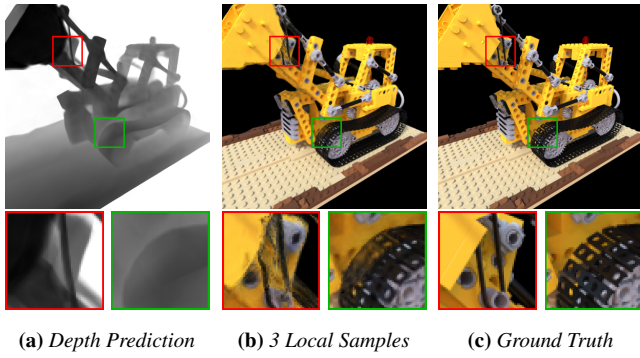 (a) Depth Prediction
(b) 3 Local Samples
(c) Ground Truth